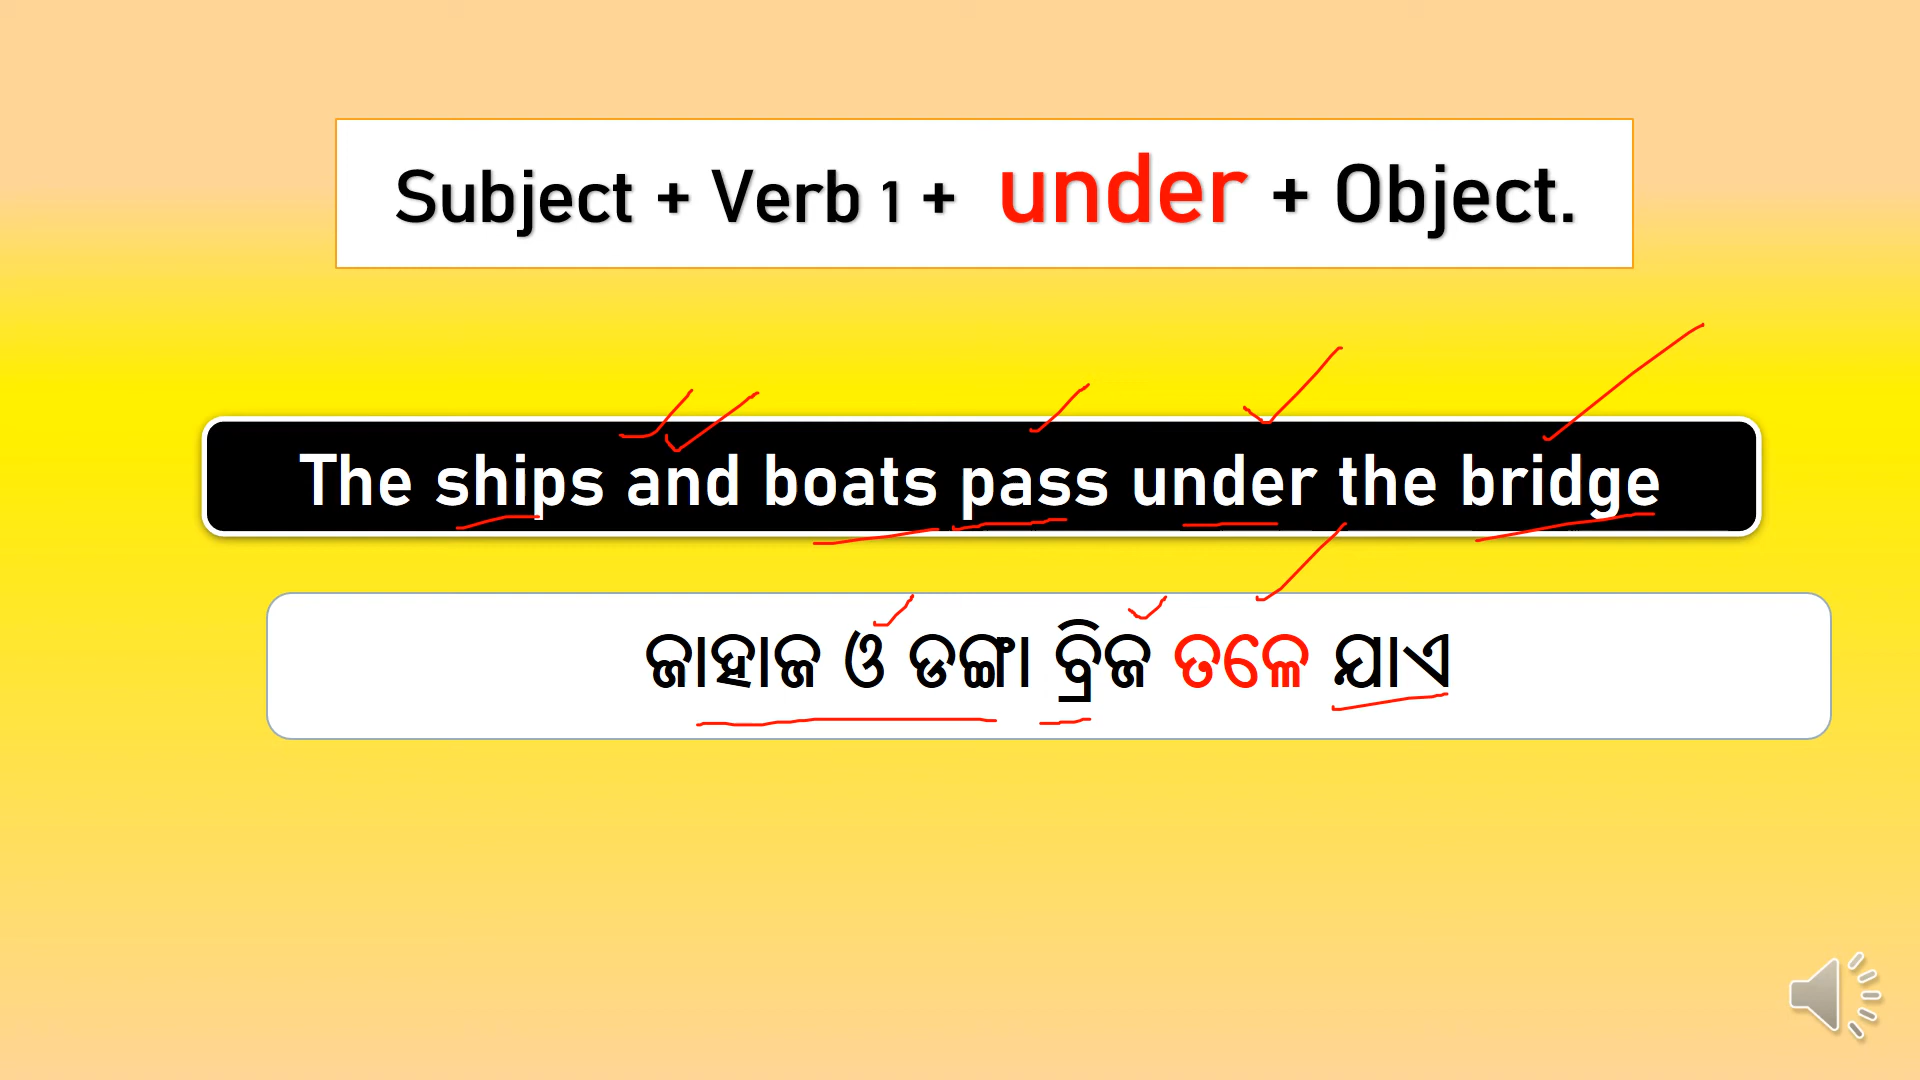 Subject + Verb 1 + under + Object.
The ships and boats pass under the bridge
ଜାହାଜ ଓ ଡଙ୍ଗା ବ୍ରିଜ ତଳେ ଯାଏ